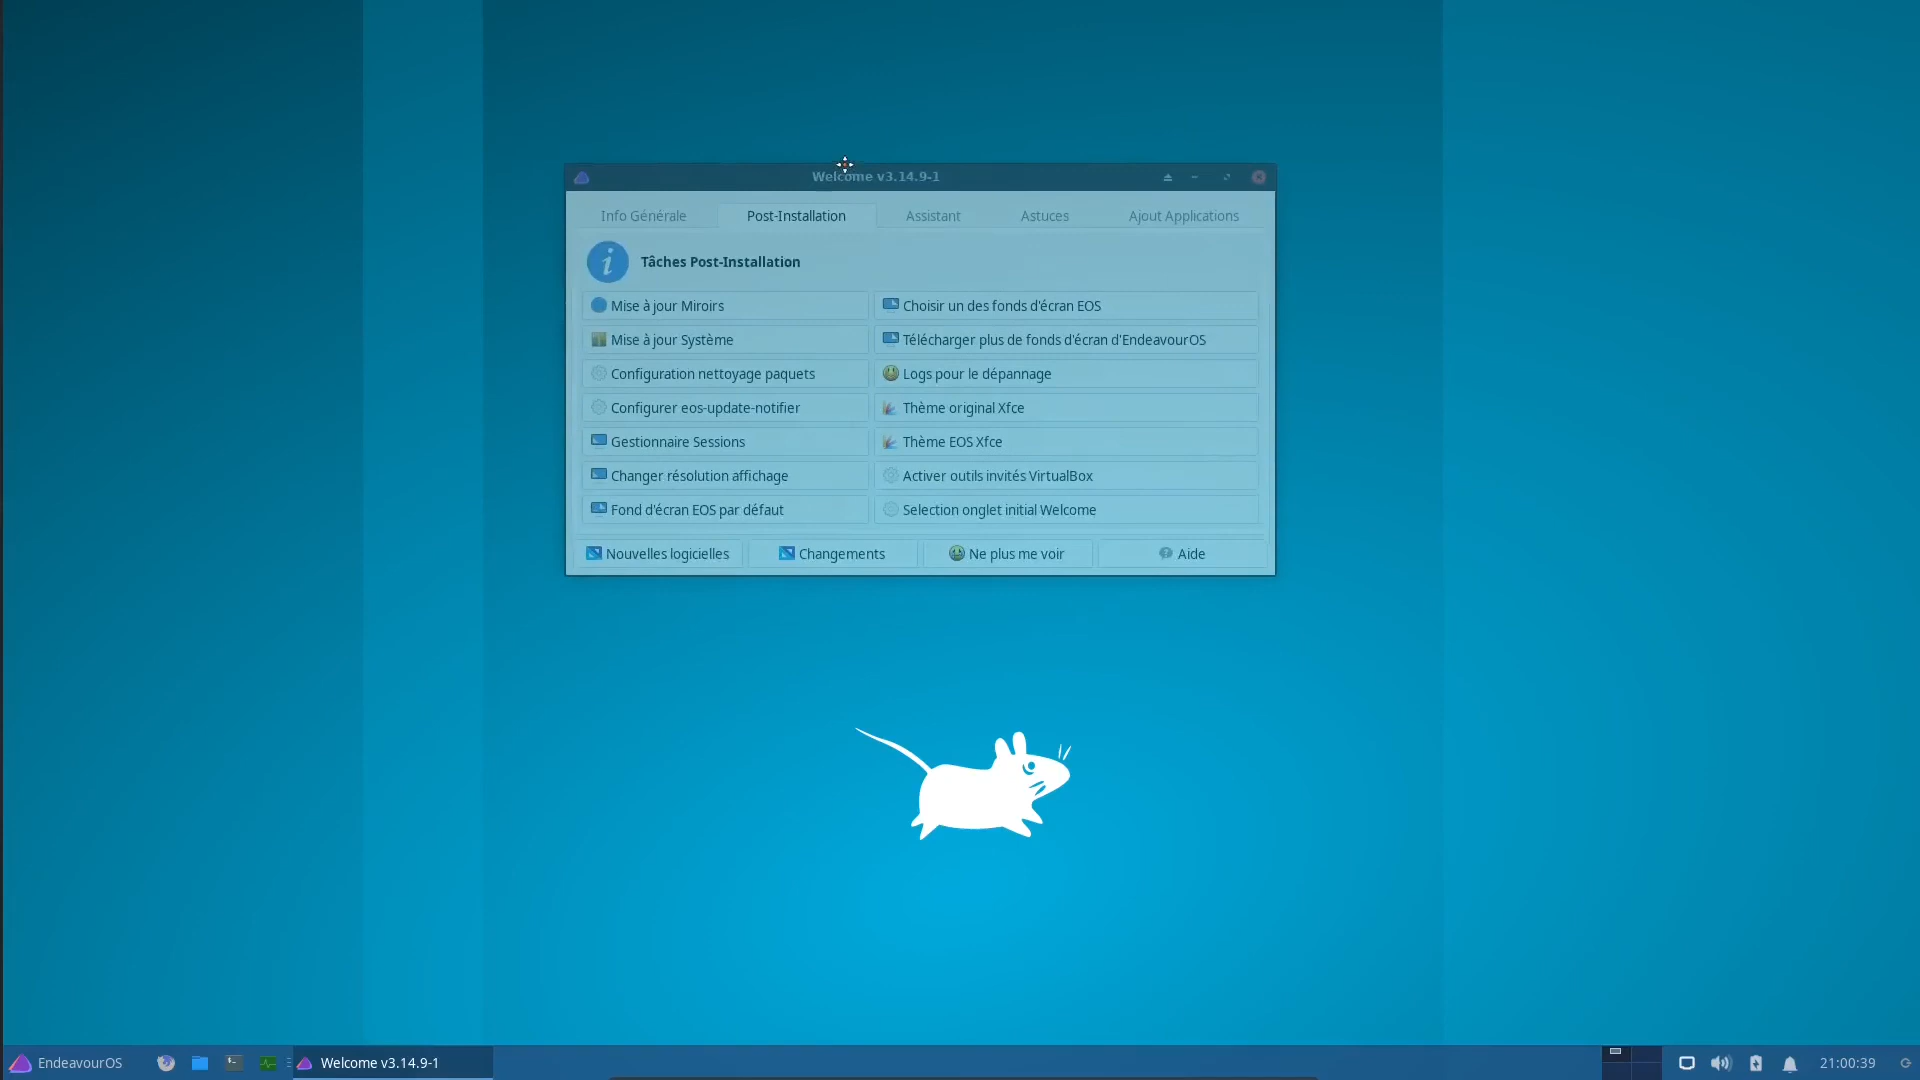 Welcome v3.14.9-1
Info Générale Post-Installation Assistant Astuces Ajout Applications
Tâches Post-Installation
Mise à jour Miroirs Choisir un des fonds d'écran EOS
Mise à jour Système Télécharger plus de fonds d'écran d'EndeavourOS
Configuration nettoyage paquets Logs pour le dépannage
Configurer eos-update-notifier Thème original Xfce
Gestionnaire Sessions Thème EOS Xfce
Changer résolution affichage Activer outils invités VirtualBox
Fond d'écran EOS par défaut Selection onglet initial Welcome
Nouvelles logicielles Changements Ne plus me voir Aide
EndeavourOS Welcome v3.14.9-1 21:00:39